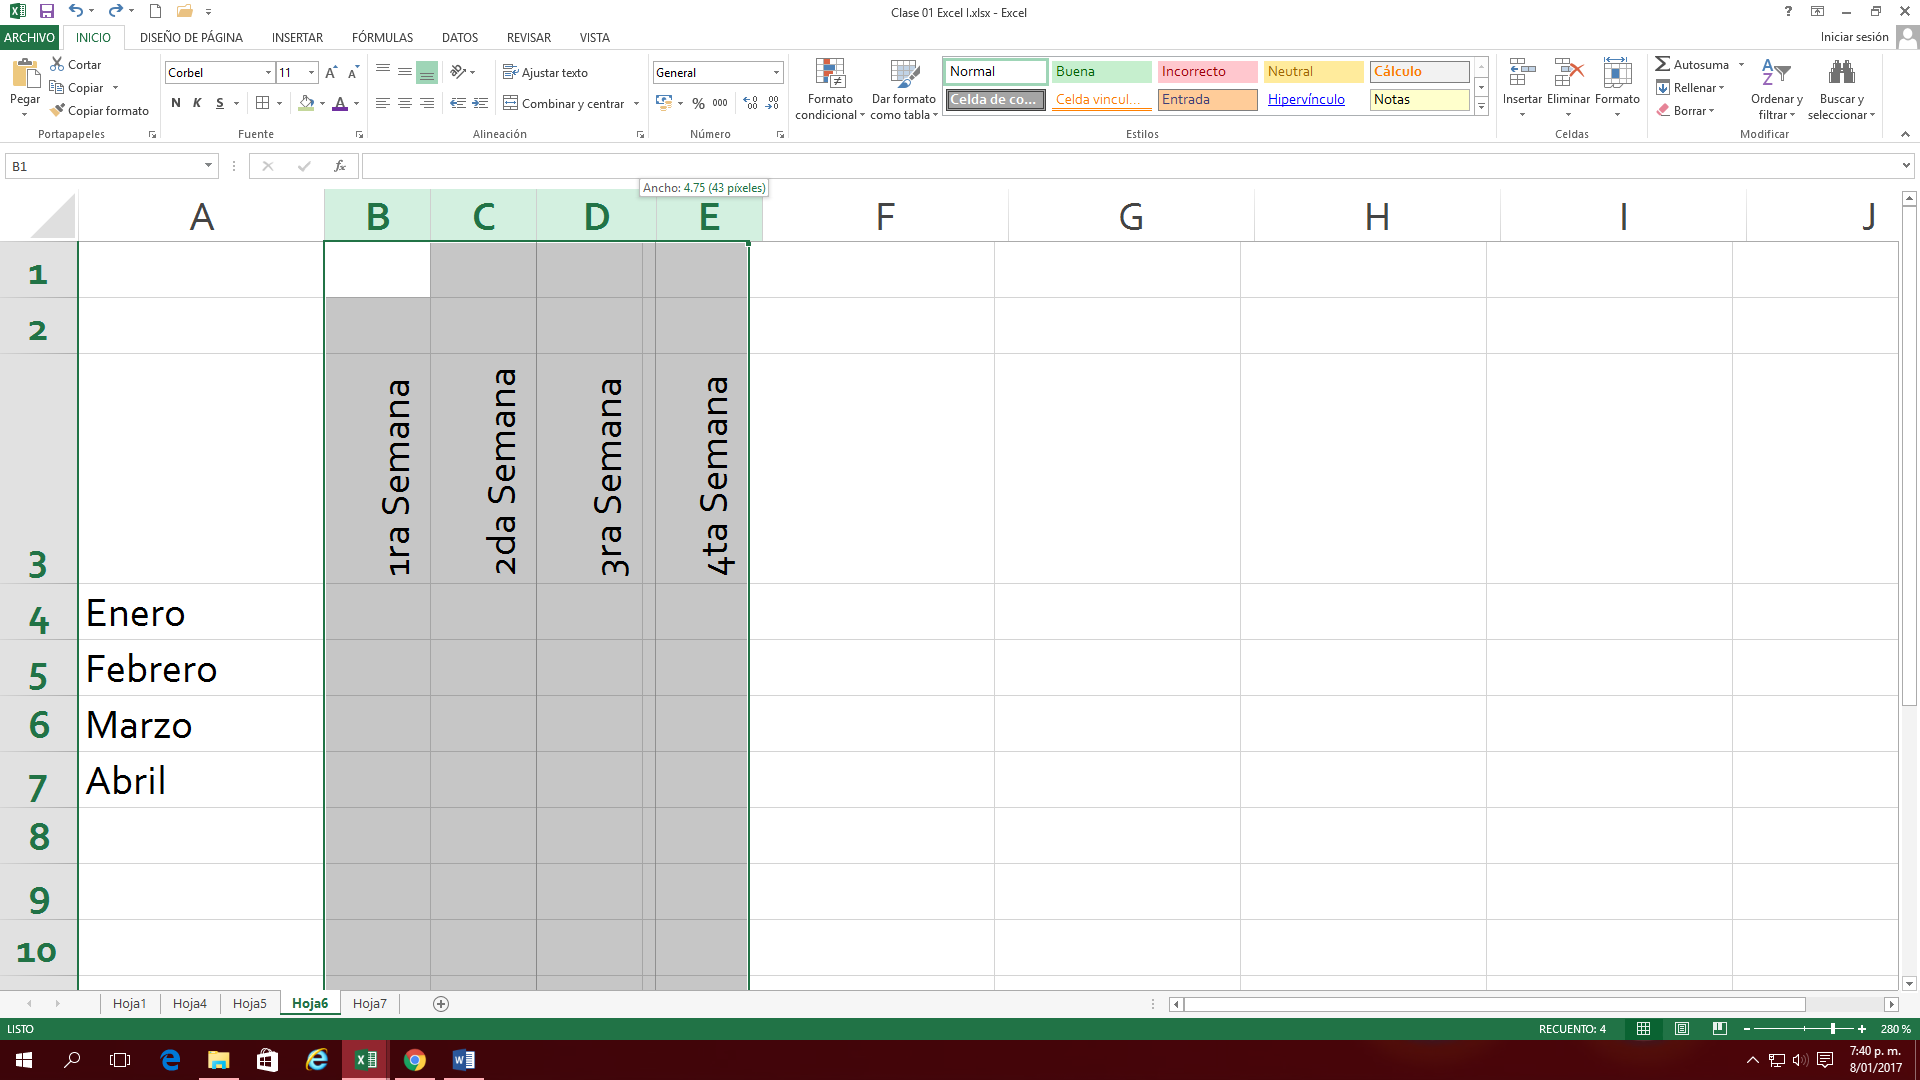 Clase 01 Excel I.xlsx - Excel
ARCHIVO INICIO DISEÑO DE PÁGINA INSERTAR FÓRMULAS DATOS REVISAR VISTA Iniciar sesión
Pegar
Cortar
Copiar
Copiar formato
Portapapeles
Corbel 11
N K S
Fuente
Ajustar texto
Combinar y centrar
Alineación
General
% 000
Número
Formato condicional
Dar formato como tabla
Normal Buena Incorrecto Neutral Cálculo
Celda de co... Celda vincul... Entrada Hipervínculo Notas
Estilos
Insertar Eliminar Formato
Celdas
Autosuma
Rellenar
Borrar
Ordenar y filtrar
Buscar y seleccionar
Modificar
B1
fx
Ancho: 4.75 (43 píxeles)
A B C D E F G H I J
1
2
3 1ra Semana 2da Semana 3ra Semana 4ta Semana
4 Enero
5 Febrero
6 Marzo
7 Abril
8
9
10
Hoja1 Hoja4 Hoja5 Hoja6 Hoja7
LISTO RECUENTO: 4 280 %
7:40 p. m.
8/01/2017